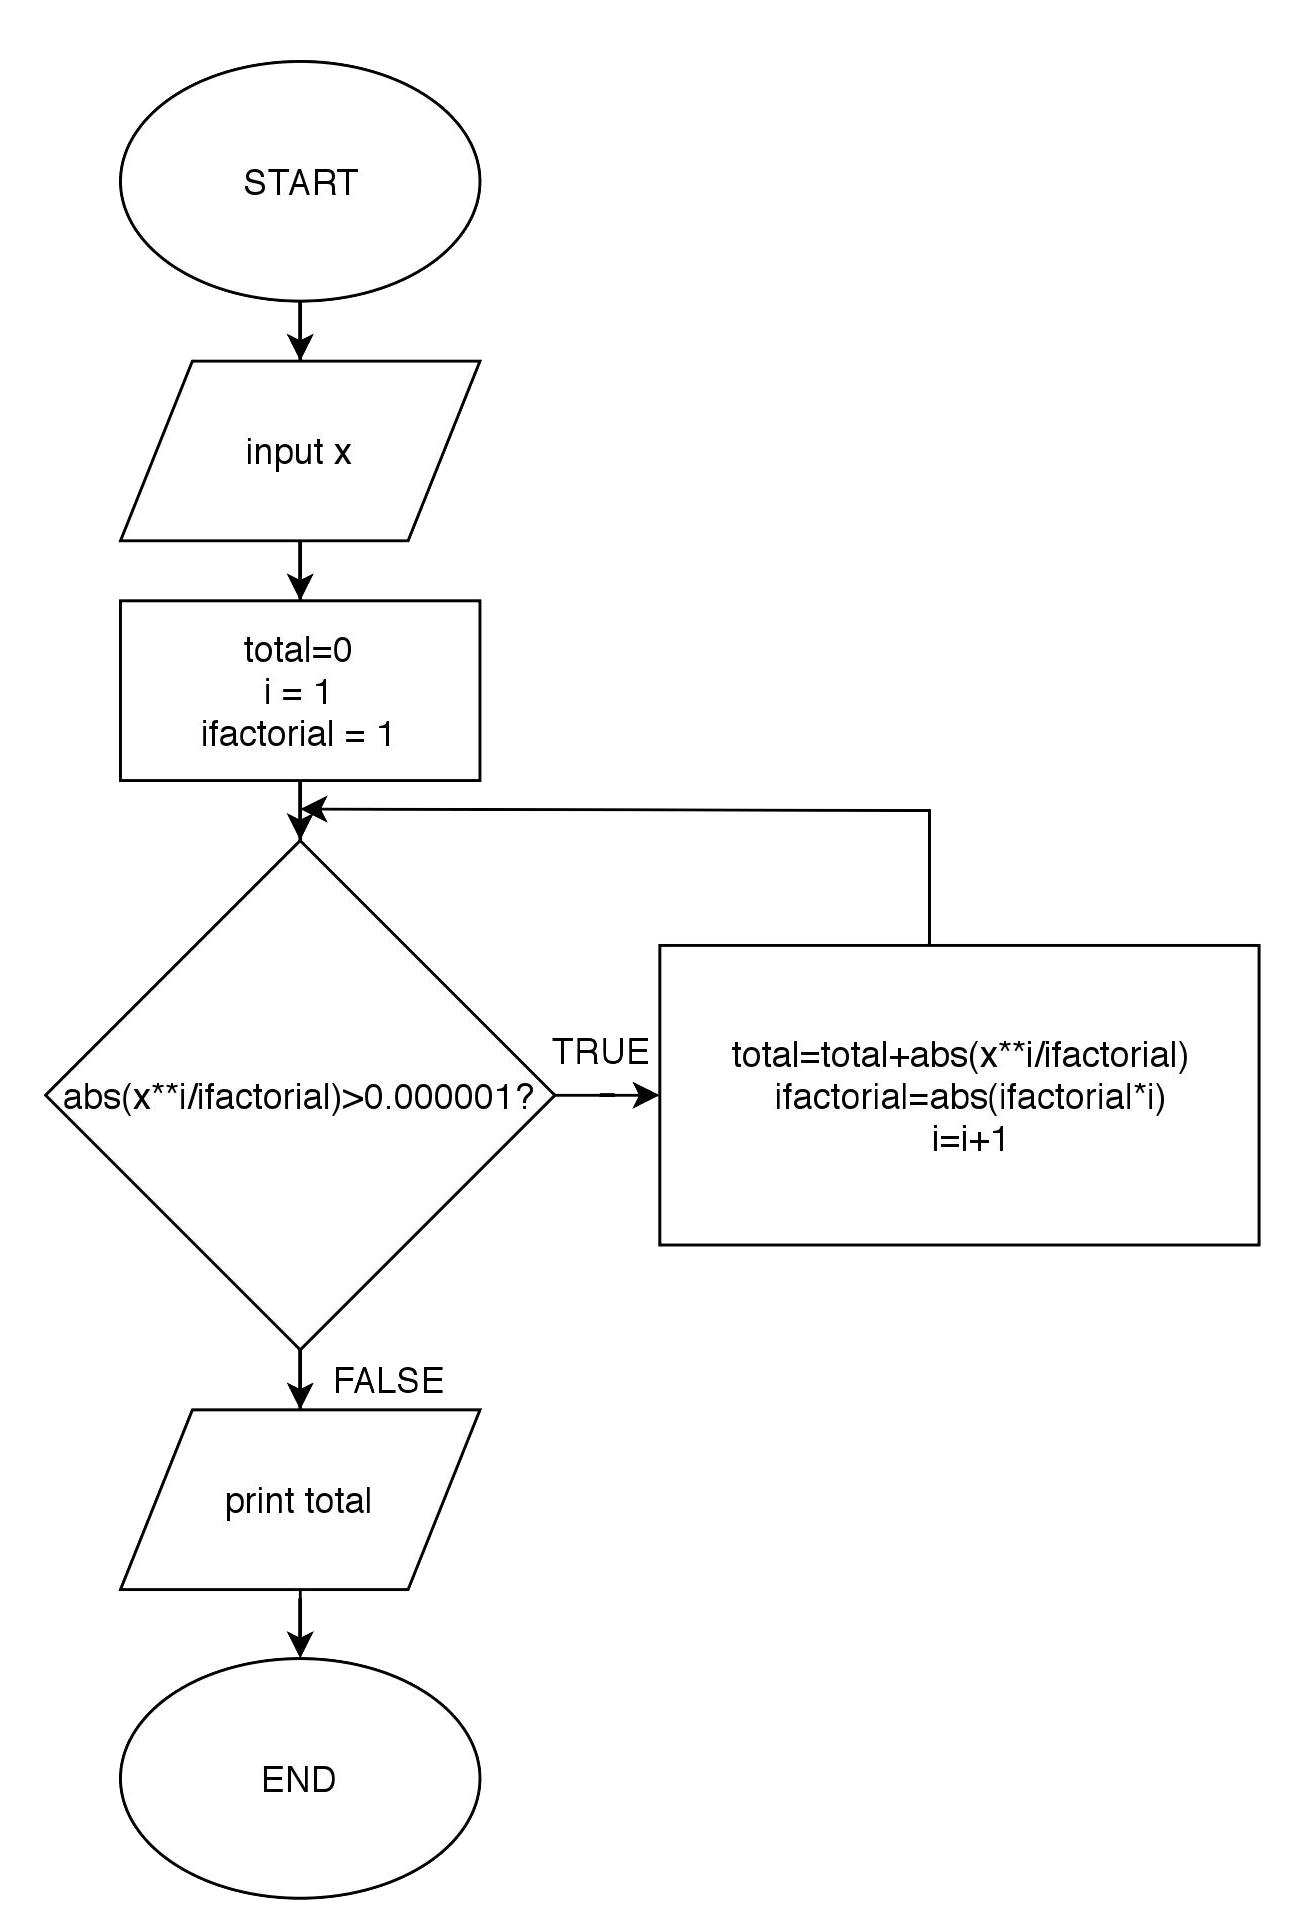 START
input x
total=0
i = 1
ifactorial = 1
abs(x**i/ifactorial)>0.000001?
TRUE
total=total+abs(x**i/ifactorial)
ifactorial=abs(ifactorial*i)
i=i+1
FALSE
print total
END